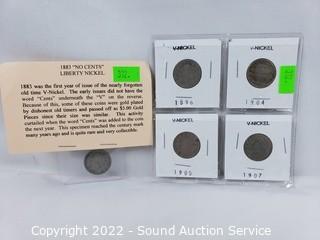 1883 "NO CENTS"
LIBERTY NICKEL
1883 was the first year of issue of the nearly forgotten
old time V-Nickel. The early issues did not have the
word "Cents" underneath the "V" on the reverse.
Because of this, some of these coins were gold plated
by dishonest old timers and passed off as $5.00 Gold
Pieces since their size was similar. This activity
curtailed when the word "Cents" was added to the coin
the next year. This specimen reached the century mark
many years ago and is quite rare and very collectible.
V-NICKEL
1896
V-NICKEL
1904
V-NICKEL
1905
V-NICKEL
1907
Copyright 2022 - Sound Auction Service